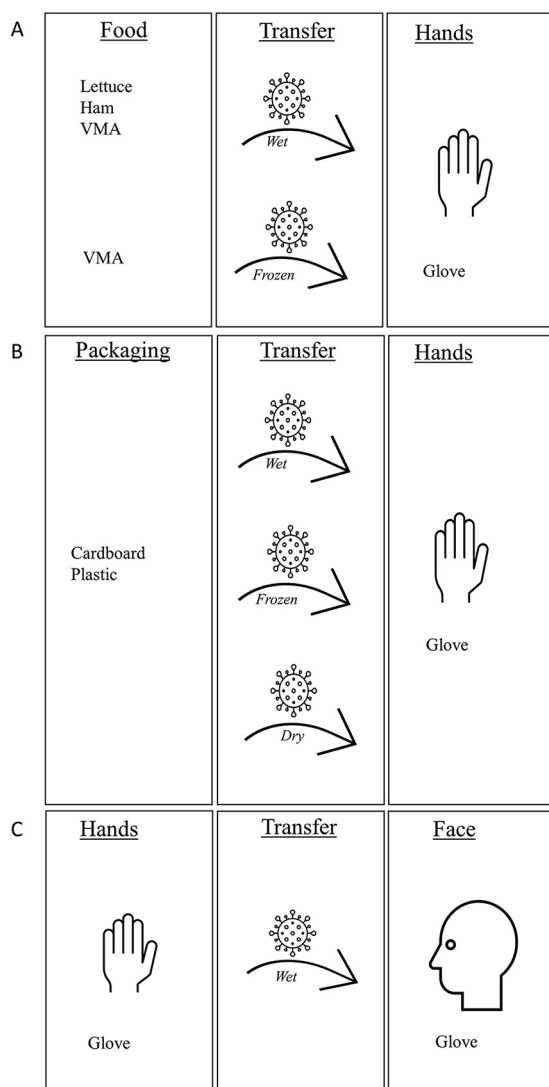 A
Food
Transfer
Hands
Lettuce
Ham
VMA
Wet
VMA
Frozen
Glove
B
Packaging
Transfer
Hands
Wet
Cardboard
Plastic
Frozen
Glove
Dry
C
Hands
Transfer
Face
Wet
Glove
Glove